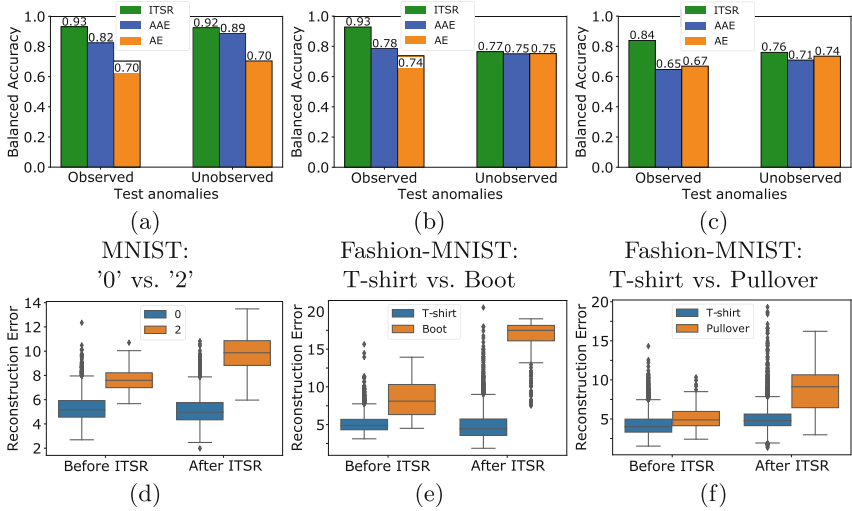 1.0
0.8
0.6
0.4
0.2
0.0
Balanced Accuracy
ITSR
AAE
AE
0.93
0.82
0.70
0.92
0.89
0.70
Observed
Unobserved
Test anomalies
(a)
1.0
0.8
0.6
0.4
0.2
0.0
Balanced Accuracy
ITSR
AAE
AE
0.93
0.78
0.74
0.77
0.75
0.75
Observed
Unobserved
Test anomalies
(b)
1.0
0.8
0.6
0.4
0.2
0.0
Balanced Accuracy
ITSR
AAE
AE
0.84
0.65
0.67
0.76
0.71
0.74
Observed
Unobserved
Test anomalies
(c)
MNIST:
'0' vs. '2'
Fashion-MNIST:
T-shirt vs. Boot
Fashion-MNIST:
T-shirt vs. Pullover
14
12
10
8
6
4
2
Reconstruction Error
0
2
Before ITSR
After ITSR
(d)
20
15
10
5
Reconstruction Error
T-shirt
Boot
Before ITSR
After ITSR
(e)
20
15
10
5
Reconstruction Error
T-shirt
Pullover
Before ITSR
After ITSR
(f)